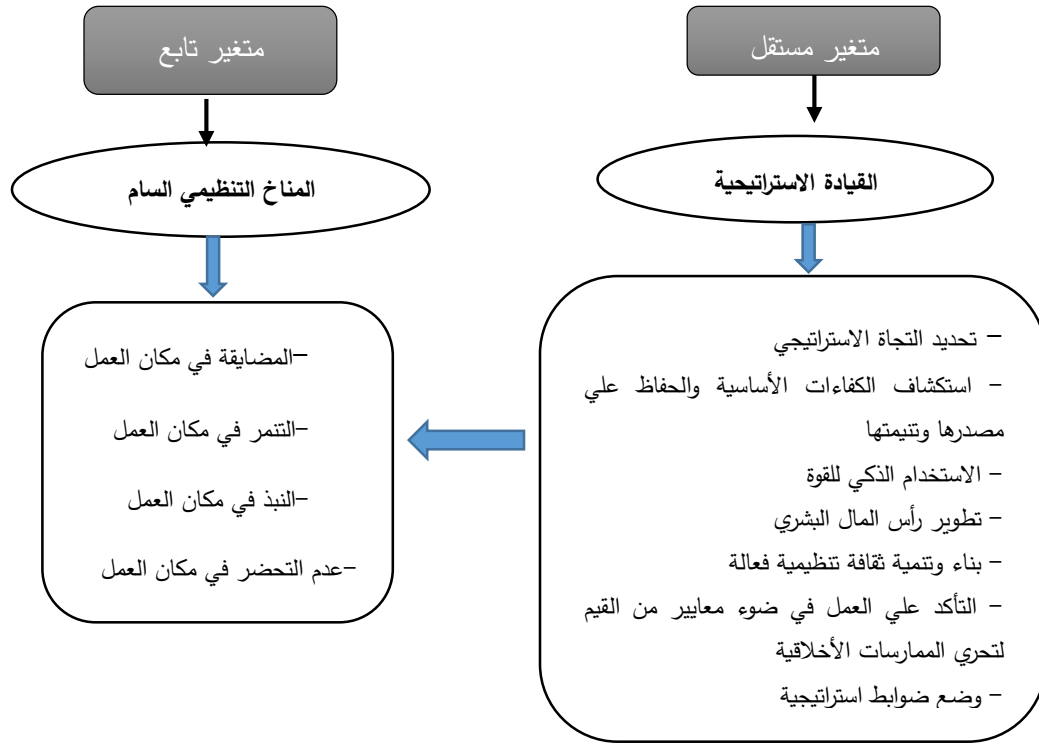 متغير مستقل
القيادة الاستراتيحية
- تحديد التجاة الاستراتيجي
- استكشاف الكفاءات الأساسية والحفاظ علي
مصدرها وتنيمتها
- الاستخدام الذكي للقوة
- تطوير رأس المال البشري
- بناء وتنمية ثقافة تنظيمية فعالة
- التأكد علي العمل في ضوء معايير من القيم
لتحري الممارسات الأخلاقية
- وضع ضوابط استراتيجية
متغير تابع
المناخ التنظيمي السام
-المضايقة في مكان العمل
-التنمر في مكان العمل
-النبذ في مكان العمل
-عدم التحضر في مكان العمل